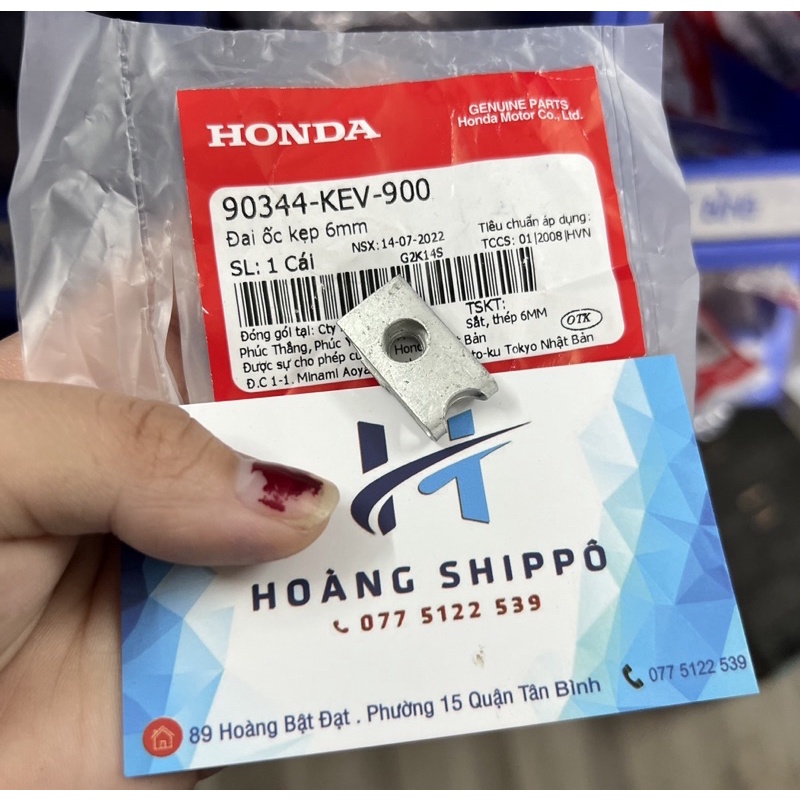 HONDA
GENUINE PARTS
Honda Motor Co., Ltd.
90344-KEV-900
Đai ốc kẹp 6mm
NSX:14-07-2022
Tiêu chuẩn áp dụng:
SL: 1 Cái
G2K14S
TCCS: 01|2008|HVN
TSKT:
Sắt, thép 6MM
OTK
Đóng gói tại: Cty
Phúc Thắng, Phúc
Hond
Bản
Được sự cho phép
Đ.C 1-1. Minami
to-ku Tokyo Nhật Bản
HT
HOÀNG SHIPPÔ
077 5122 539
077 5122 539
89 Hoàng Bật Đạt . Phường 15 Quận Tân Bình